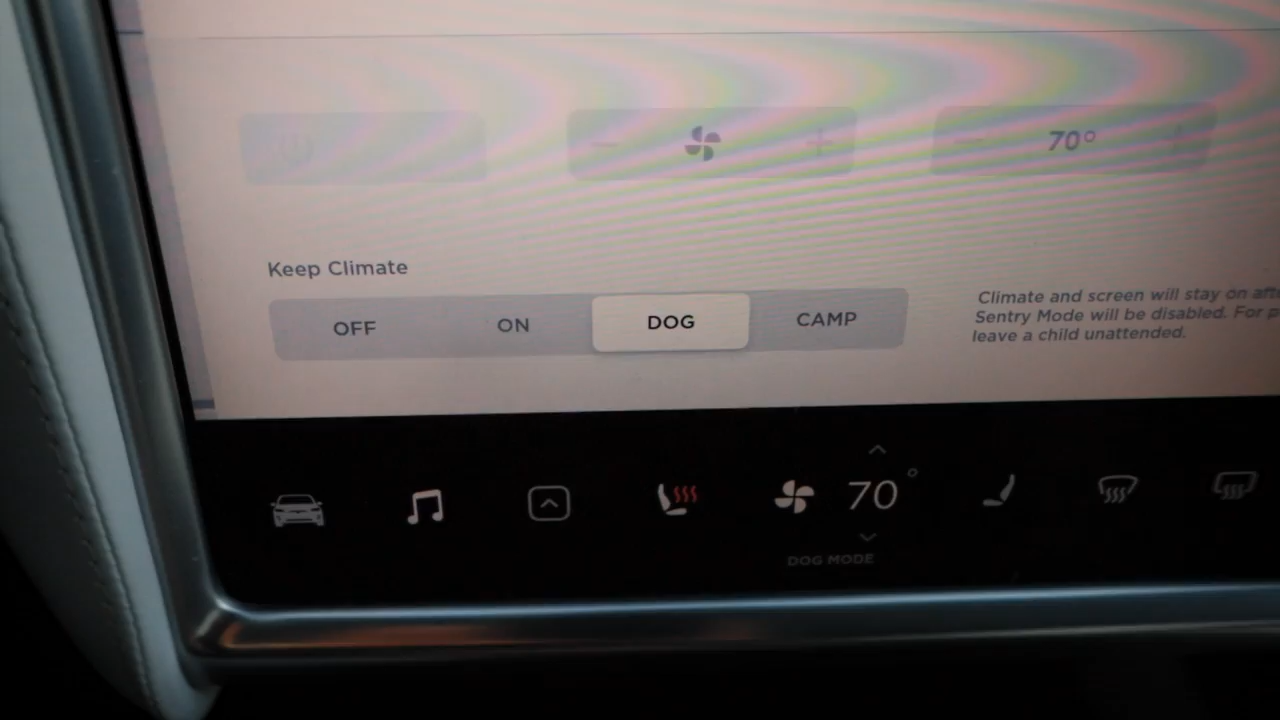 70°
Keep Climate
OFF
ON
DOG
CAMP
Climate and screen will stay on
Sentry Mode will be disabled. For
leave a child unattended.
70°
DOG MODE